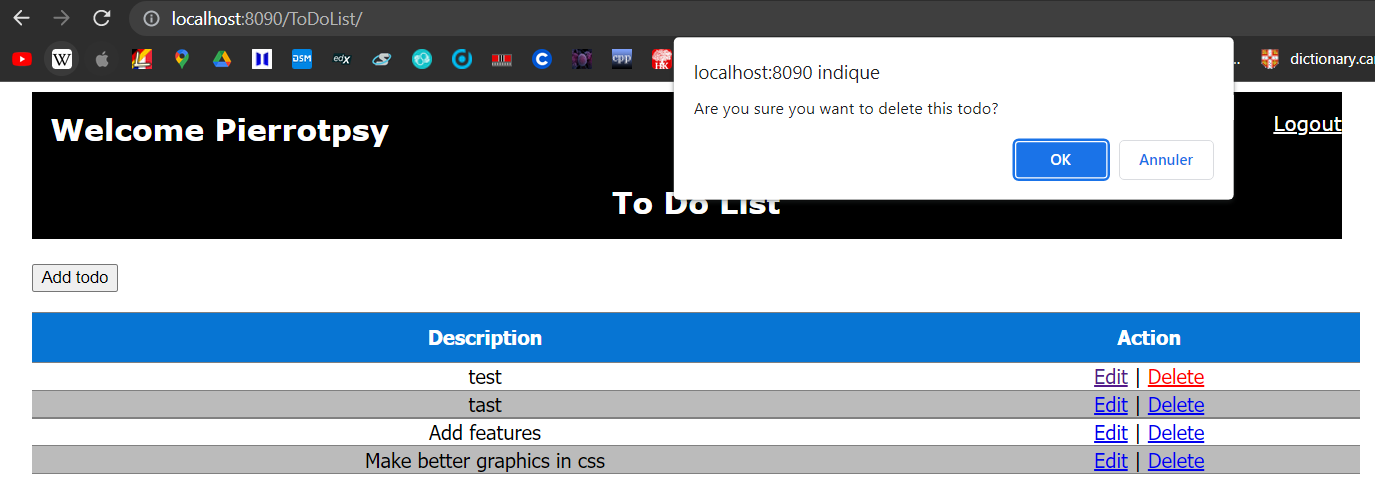 localhost:8090/ToDoList/
W DSM edX C cpp HK .. dictionary.ca
localhost:8090 indique
Are you sure you want to delete this todo?
OK Annuler
Welcome Pierrotpsy Logout
To Do List
Add todo
Description Action
test Edit | Delete
tast Edit | Delete
Add features Edit | Delete
Make better graphics in css Edit | Delete